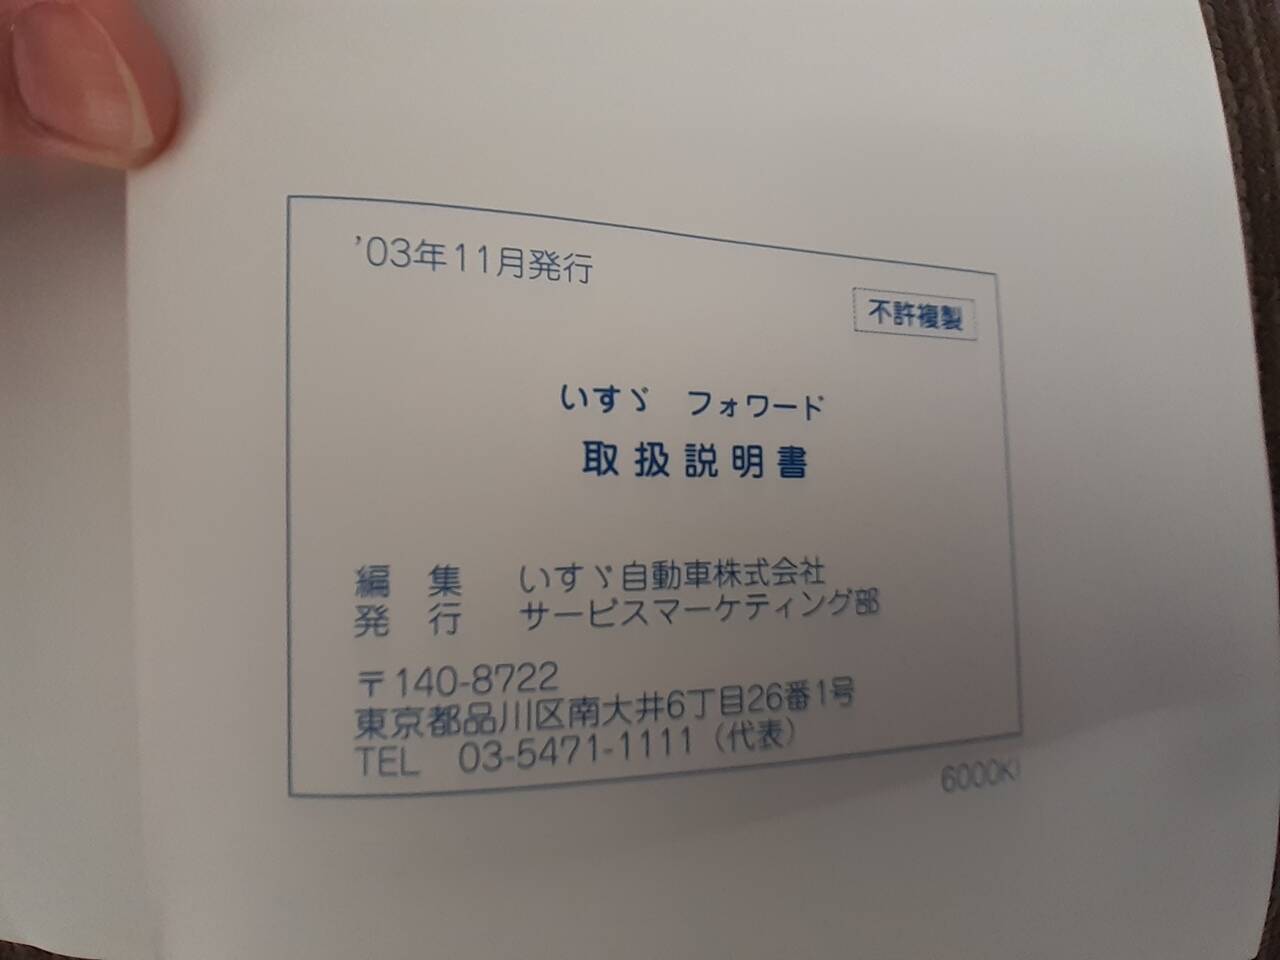 ’03年11月発行
不許複製
いすゞ フォワード
取扱説明書
編 集 いすゞ自動車株式会社
発 行 サービスマーケティング部
〒140-8722
東京都品川区南大井6丁目26番1号
TEL 03-5471-1111（代表）
6000KI